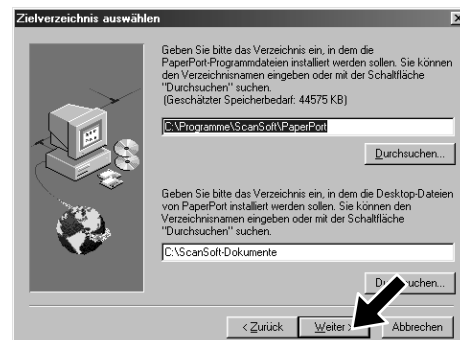 Zielverzeichnis auswählen
Geben Sie bitte das Verzeichnis ein, in dem die
PaperPort-Programmdateien installiert werden sollen. Sie können
den Verzeichnisnamen eingeben oder mit der Schaltfläche
"Durchsuchen" suchen.
(Geschätzter Speicherbedarf: 44575 KB)
C:\Programme\ScanSoft\PaperPort
Durchsuchen...
Geben Sie bitte das Verzeichnis ein, in dem die Desktop-Dateien
von PaperPort installiert werden sollen. Sie können den
Verzeichnisnamen eingeben oder mit der Schaltfläche
"Durchsuchen" suchen.
C:\ScanSoft-Dokumente
uchen...
< Zurück Weiter > Abbrechen